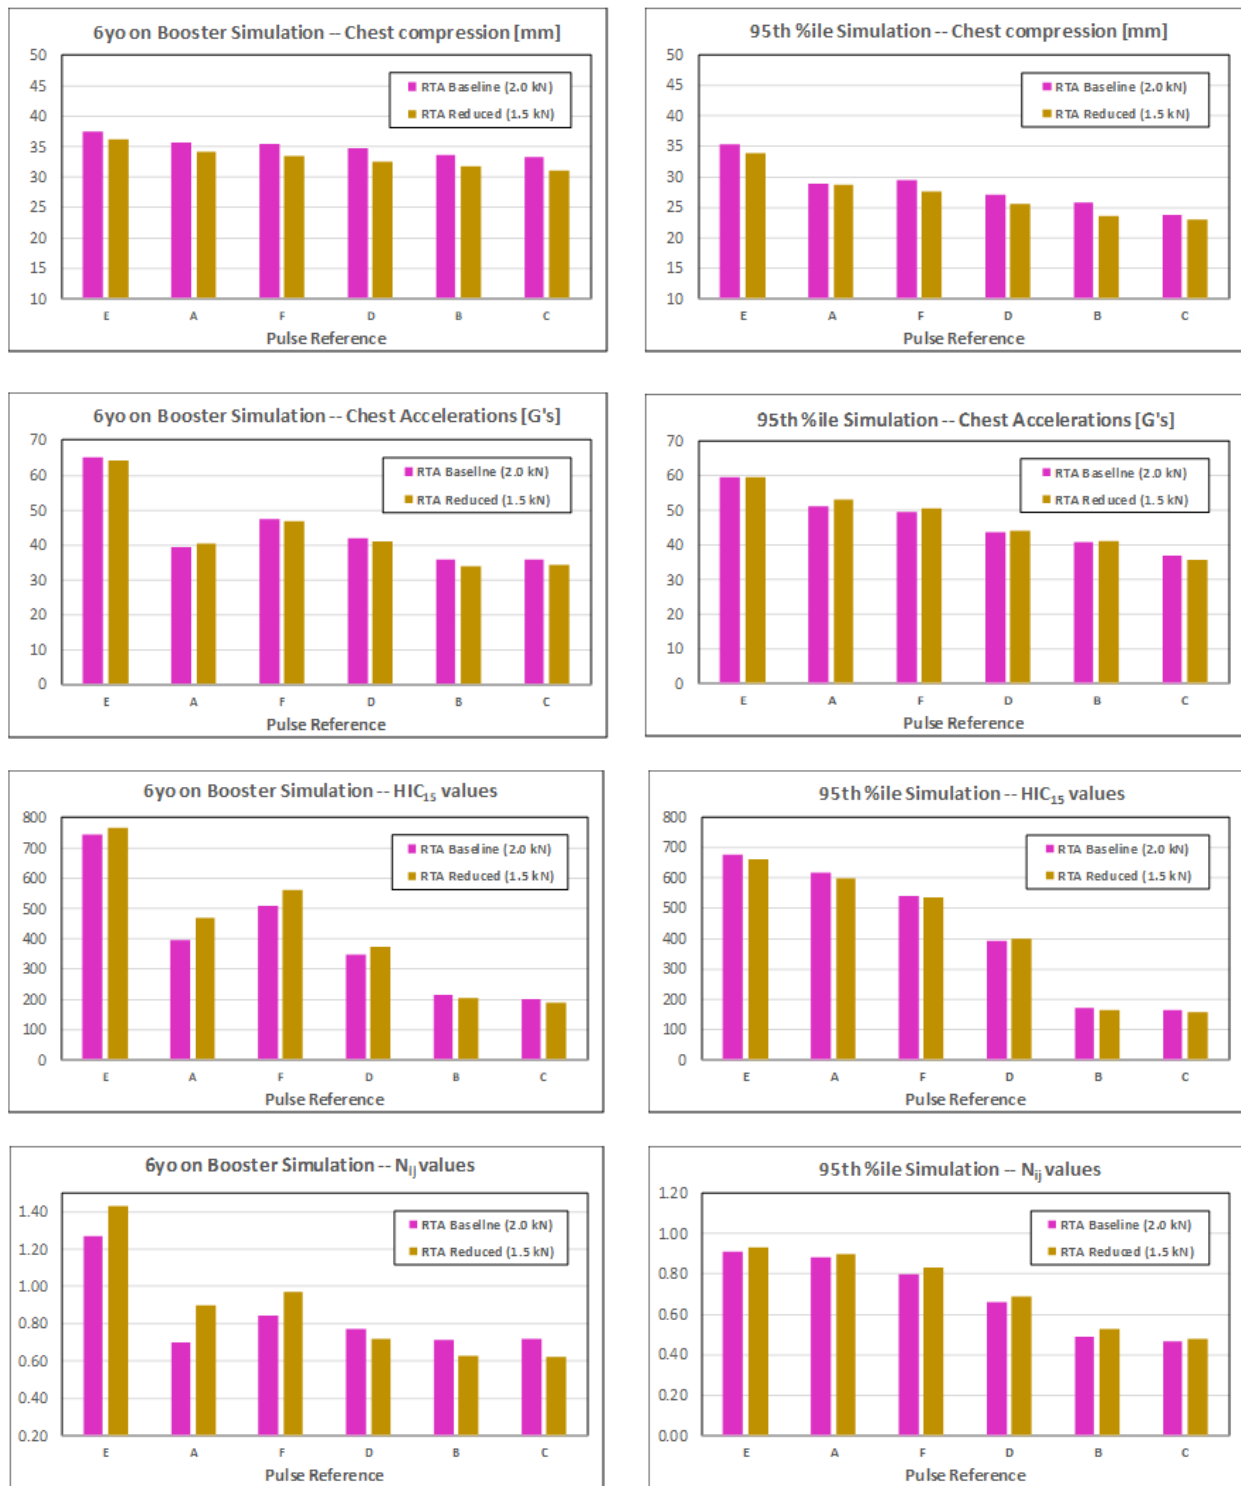 6yo on Booster Simulation -- Chest compression [mm]
50
45
40
35
30
25
20
15
10
RTA Baseline (2.0 kN)
RTA Reduced (1.5 kN)
E A F D B C
Pulse Reference
95th %ile Simulation -- Chest compression [mm]
50
45
40
35
30
25
20
15
10
RTA Baseline (2.0 kN)
RTA Reduced (1.5 kN)
E A F D B C
Pulse Reference
6yo on Booster Simulation -- Chest Accelerations [G's]
70
60
50
40
30
20
10
0
RTA Baseline (2.0 kN)
RTA Reduced (1.5 kN)
E A F D B C
Pulse Reference
95th %ile Simulation -- Chest Accelerations [G's]
70
60
50
40
30
20
10
0
RTA Baseline (2.0 kN)
RTA Reduced (1.5 kN)
E A F D B C
Pulse Reference
6yo on Booster Simulation -- HIC15 values
800
700
600
500
400
300
200
100
0
RTA Baseline (2.0 kN)
RTA Reduced (1.5 kN)
E A F D B C
Pulse Reference
95th %ile Simulation -- HIC15 values
800
700
600
500
400
300
200
100
0
RTA Baseline (2.0 kN)
RTA Reduced (1.5 kN)
E A F D B C
Pulse Reference
6yo on Booster Simulation -- Nij values
1.40
1.20
1.00
0.80
0.60
0.40
0.20
RTA Baseline (2.0 kN)
RTA Reduced (1.5 kN)
E A F D B C
Pulse Reference
95th %ile Simulation -- Nij values
1.20
1.00
0.80
0.60
0.40
0.20
0.00
RTA Baseline (2.0 kN)
RTA Reduced (1.5 kN)
E A F D B C
Pulse Reference